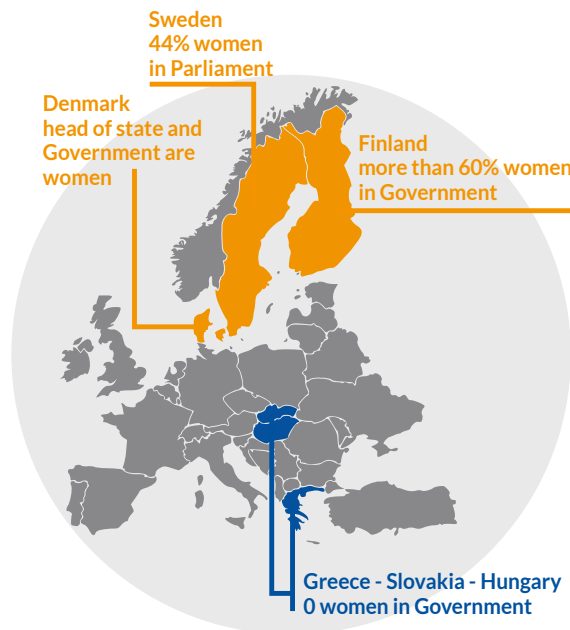 Sweden
44% women
in Parliament
Denmark
head of state and
Government are
women
Finland
more than 60% women
in Government
Greece - Slovakia - Hungary
0 women in Government